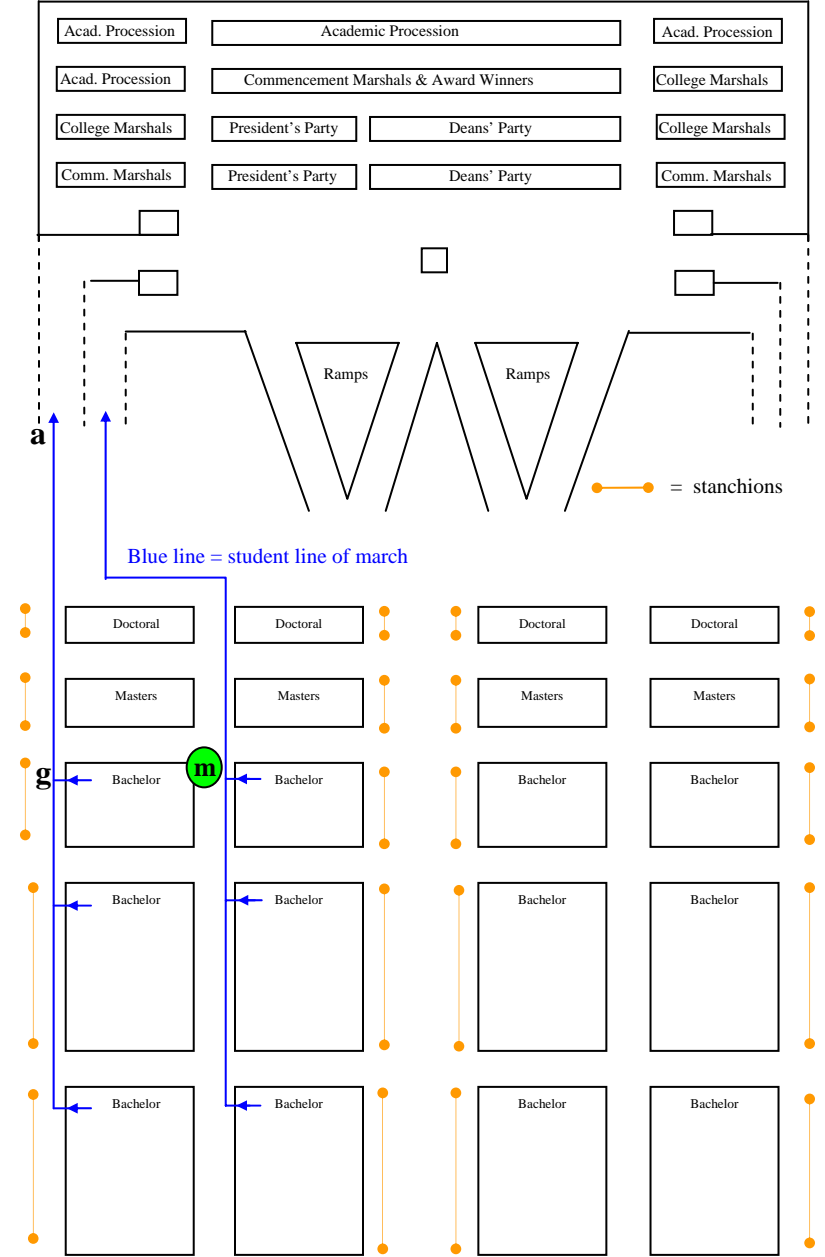 Acad. Procession Academic Procession Acad. Procession
Acad. Procession Commencement Marshals & Award Winners College Marshals
College Marshals President's Party Deans' Party College Marshals
Comm. Marshals President's Party Deans' Party Comm. Marshals
Ramps Ramps
a
= stanchions
Blue line = student line of march
Doctoral Doctoral Doctoral Doctoral
Masters Masters Masters Masters
g Bachelor m Bachelor Bachelor Bachelor
Bachelor Bachelor Bachelor Bachelor
Bachelor Bachelor Bachelor Bachelor